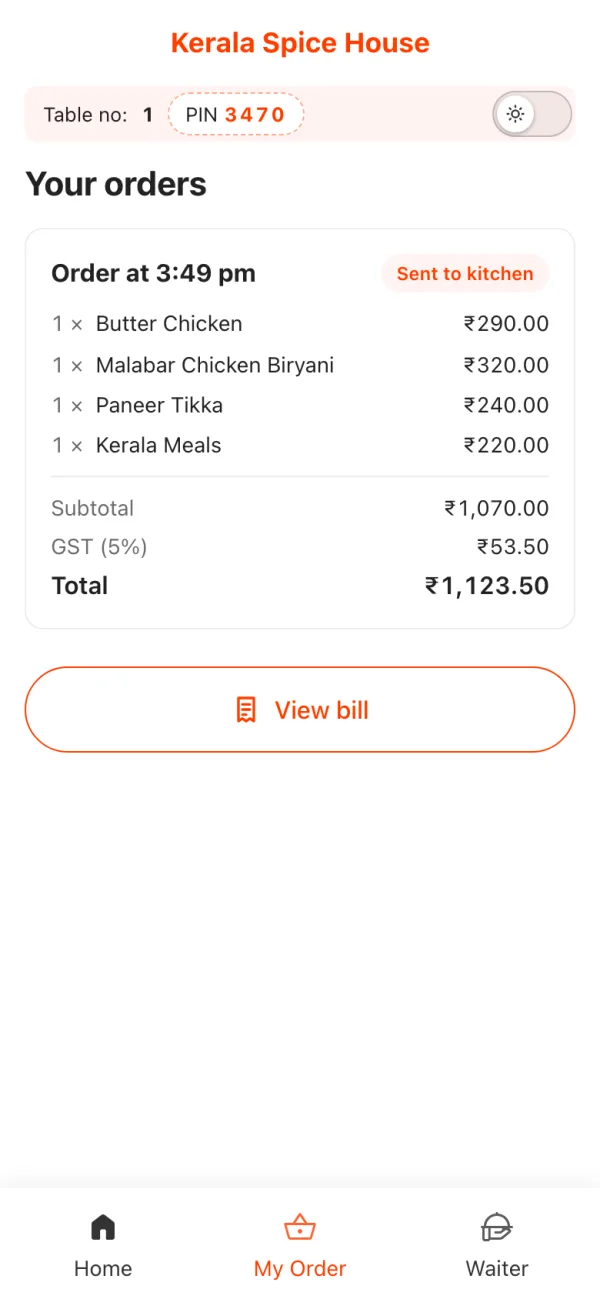 Kerala Spice House
Table no: 1 PIN 3470
Your orders
Order at 3:49 pm Sent to kitchen
1 × Butter Chicken ₹290.00
1 × Malabar Chicken Biryani ₹320.00
1 × Paneer Tikka ₹240.00
1 × Kerala Meals ₹220.00
Subtotal ₹1,070.00
GST (5%) ₹53.50
Total ₹1,123.50
View bill
Home My Order Waiter